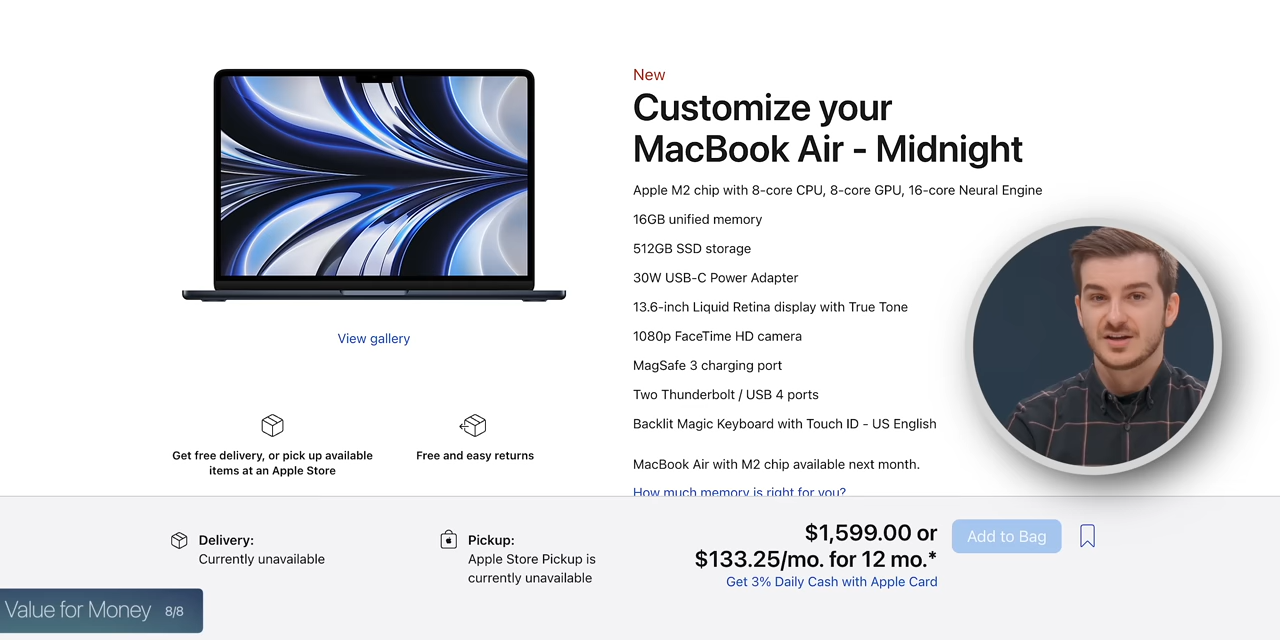 New
Customize your
MacBook Air - Midnight
Apple M2 chip with 8-core CPU, 8-core GPU, 16-core Neural Engine
16GB unified memory
512GB SSD storage
30W USB-C Power Adapter
13.6-inch Liquid Retina display with True Tone
1080p FaceTime HD camera
MagSafe 3 charging port
Two Thunderbolt / USB 4 ports
Backlit Magic Keyboard with Touch ID - US English
MacBook Air with M2 chip available next month.
How much memory is right for you?
View gallery
Get free delivery, or pick up available
items at an Apple Store
Free and easy returns
Delivery:
Currently unavailable
Pickup:
Apple Store Pickup is
currently unavailable
$1,599.00 or
$133.25/mo. for 12 mo.*
Get 3% Daily Cash with Apple Card
Add to Bag
Value for Money 8/8